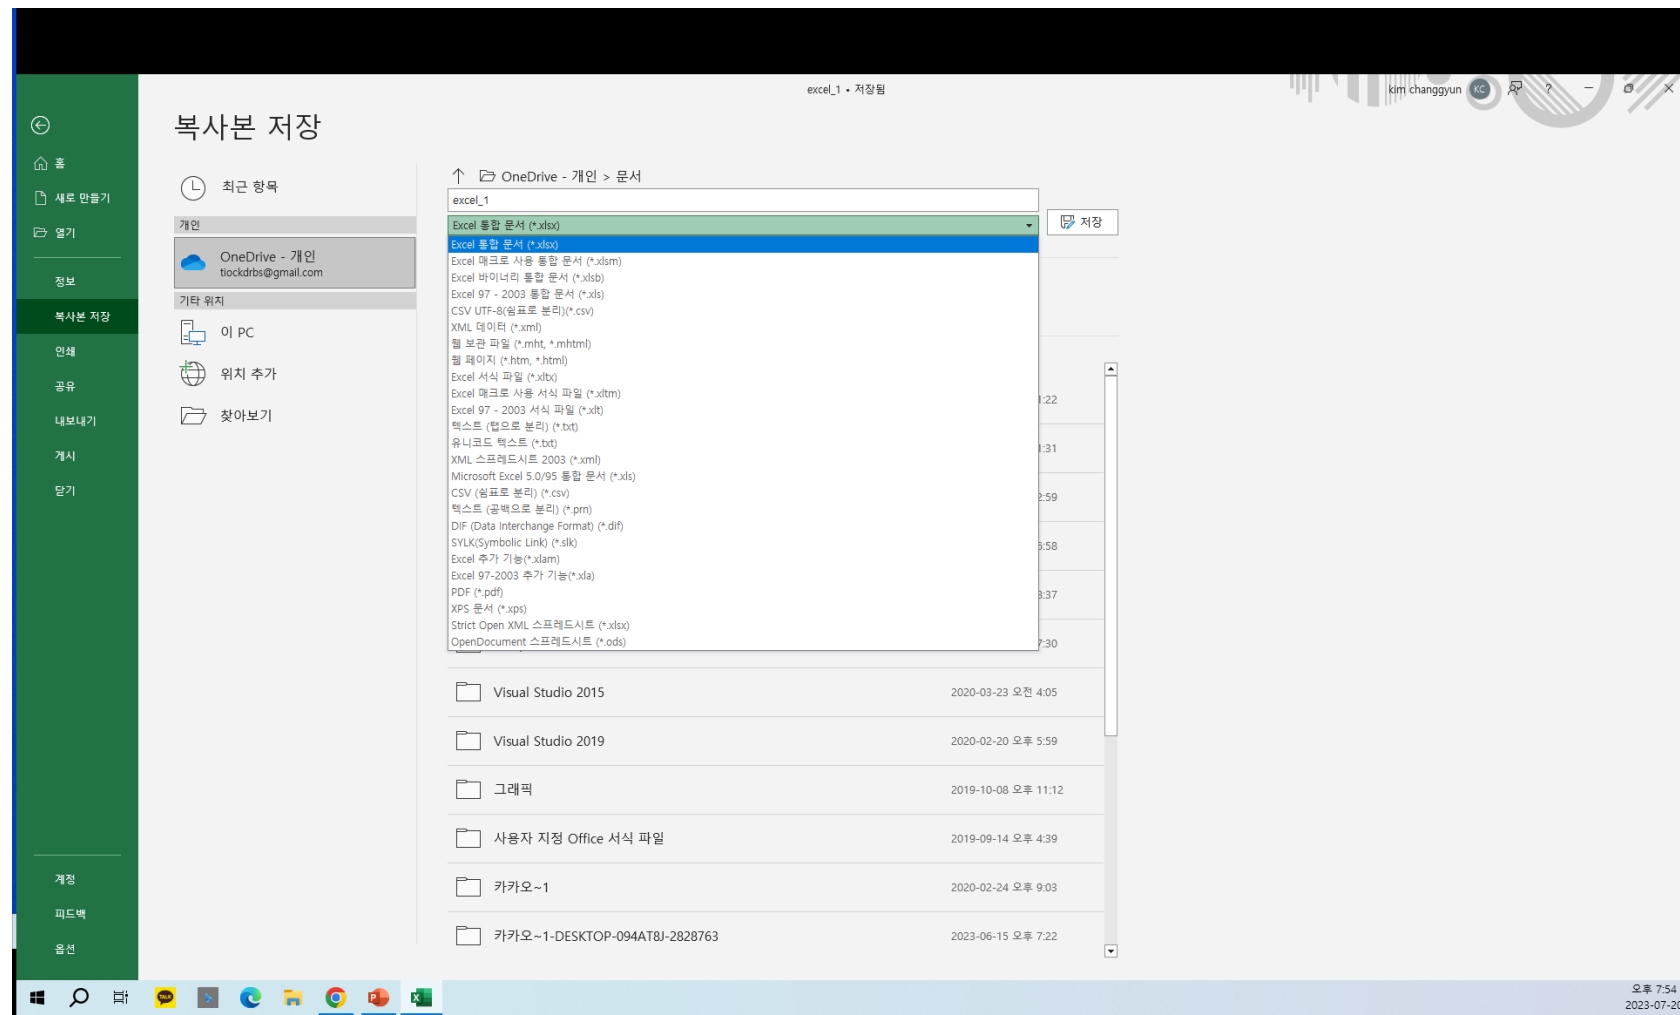 excel_1 • 저장됨
kim changgyun
KC
?
복사본 저장
홈
새로 만들기
열기
정보
복사본 저장
인쇄
공유
내보내기
게시
닫기
계정
피드백
옵션
최근 항목
개인
OneDrive - 개인
tiockdrbs@gmail.com
기타 위치
이 PC
위치 추가
찾아보기
OneDrive - 개인 > 문서
excel_1
Excel 통합 문서 (*.xlsx)
저장
Excel 통합 문서 (*.xlsx)
Excel 매크로 사용 통합 문서 (*.xlsm)
Excel 바이너리 통합 문서 (*.xlsb)
Excel 97 - 2003 통합 문서 (*.xls)
CSV UTF-8(쉼표로 분리)(*.csv)
XML 데이터 (*.xml)
웹 보관 파일 (*.mht, *.mhtml)
웹 페이지 (*.htm, *.html)
Excel 서식 파일 (*.xltx)
Excel 매크로 사용 서식 파일 (*.xltm)
Excel 97 - 2003 서식 파일 (*.xlt)
텍스트 (탭으로 분리) (*.txt)
유니코드 텍스트 (*.txt)
XML 스프레드시트 2003 (*.xml)
Microsoft Excel 5.0/95 통합 문서 (*.xls)
CSV (쉼표로 분리) (*.csv)
텍스트 (공백으로 분리) (*.prn)
DIF (Data Interchange Format) (*.dif)
SYLK(Symbolic Link) (*.slk)
Excel 추가 기능(*.xlam)
Excel 97-2003 추가 기능(*.xla)
PDF (*.pdf)
XPS 문서 (*.xps)
Strict Open XML 스프레드시트 (*.xlsx)
OpenDocument 스프레드시트 (*.ods)
:22
:31
:59
:58
:37
:30
Visual Studio 2015 2020-03-23 오전 4:05
Visual Studio 2019 2020-02-20 오후 5:59
그래픽 2019-10-08 오후 11:12
사용자 지정 Office 서식 파일 2019-09-14 오후 4:39
카카오~1 2020-02-24 오후 9:03
카카오~1-DESKTOP-094AT8J-2828763 2023-06-15 오후 7:22
TALK
오후 7:54
2023-07-20